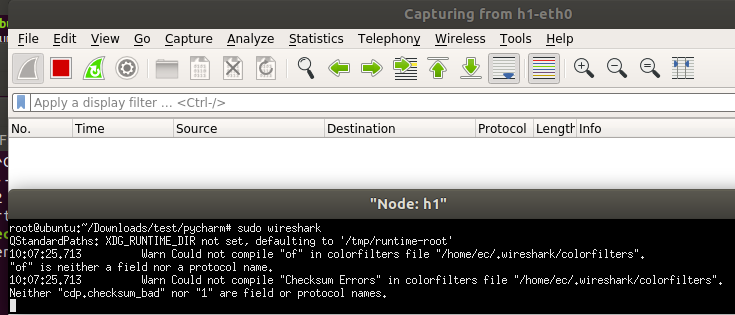 Capturing from h1-eth0
File Edit View Go Capture Analyze Statistics Telephony Wireless Tools Help
Apply a display filter ... <Ctrl-/>
No. Time Source Destination Protocol Length Info
"Node: h1"
root@ubuntu:~/Downloads/test/pycharm# sudo wireshark
QStandardPaths: XDG_RUNTIME_DIR not set, defaulting to '/tmp/runtime-root'
10:07:25.713 Warn Could not compile "of" in colorfilters file "/home/ec/.wireshark/colorfilters".
"of" is neither a field nor a protocol name.
10:07:25.713 Warn Could not compile "Checksum Errors" in colorfilters file "/home/ec/.wireshark/colorfilters".
Neither "cdp.checksum_bad" nor "1" are field or protocol names.